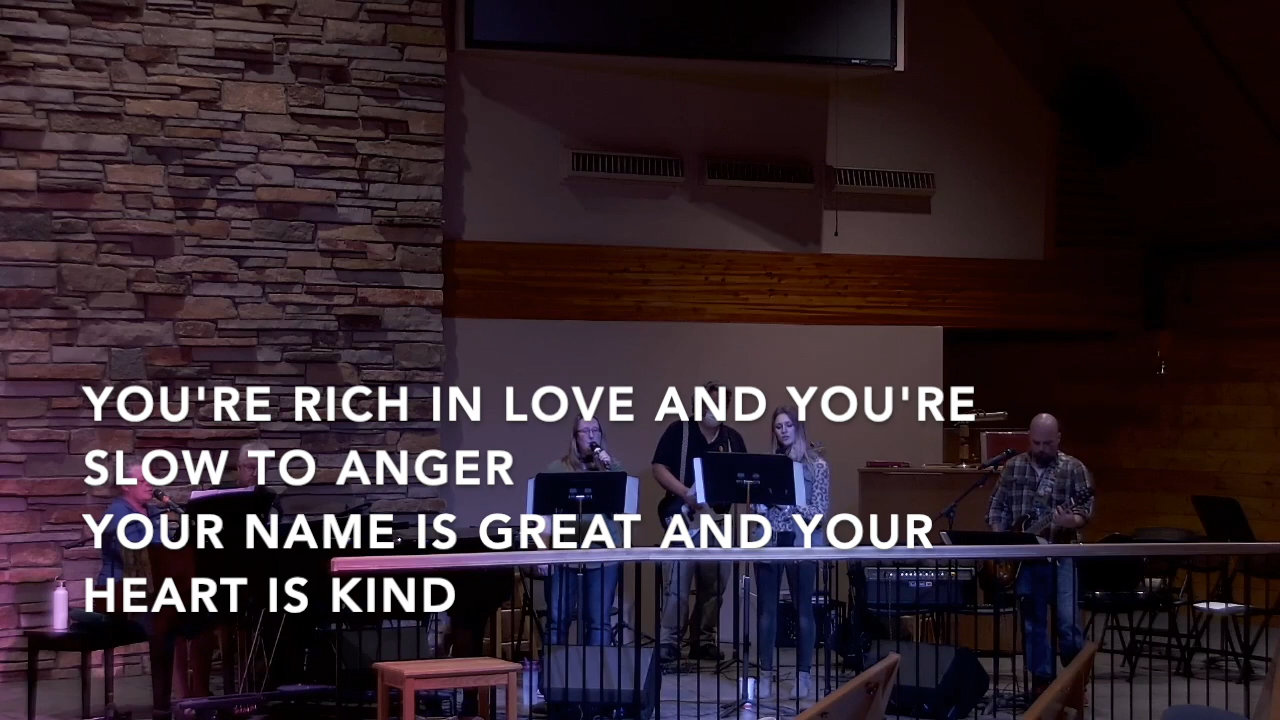 YOU'RE RICH IN LOVE AND YOU'RE
SLOW TO ANGER
YOUR NAME IS GREAT AND YOUR
HEART IS KIND